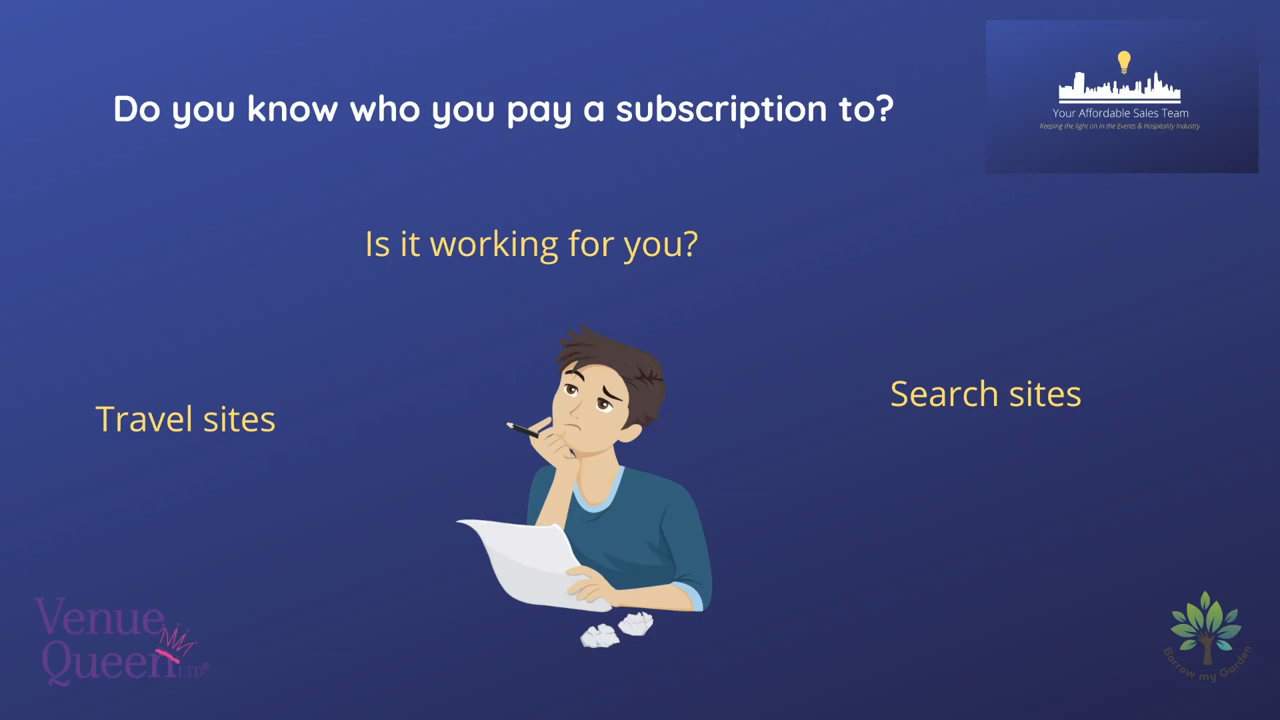 Do you know who you pay a subscription to?
Your Affordable Sales Team
Keeping the light on in the Events & Hospitality Industry
Is it working for you?
Search sites
Travel sites
Venue
Queen LTD®
Borrow my Garden